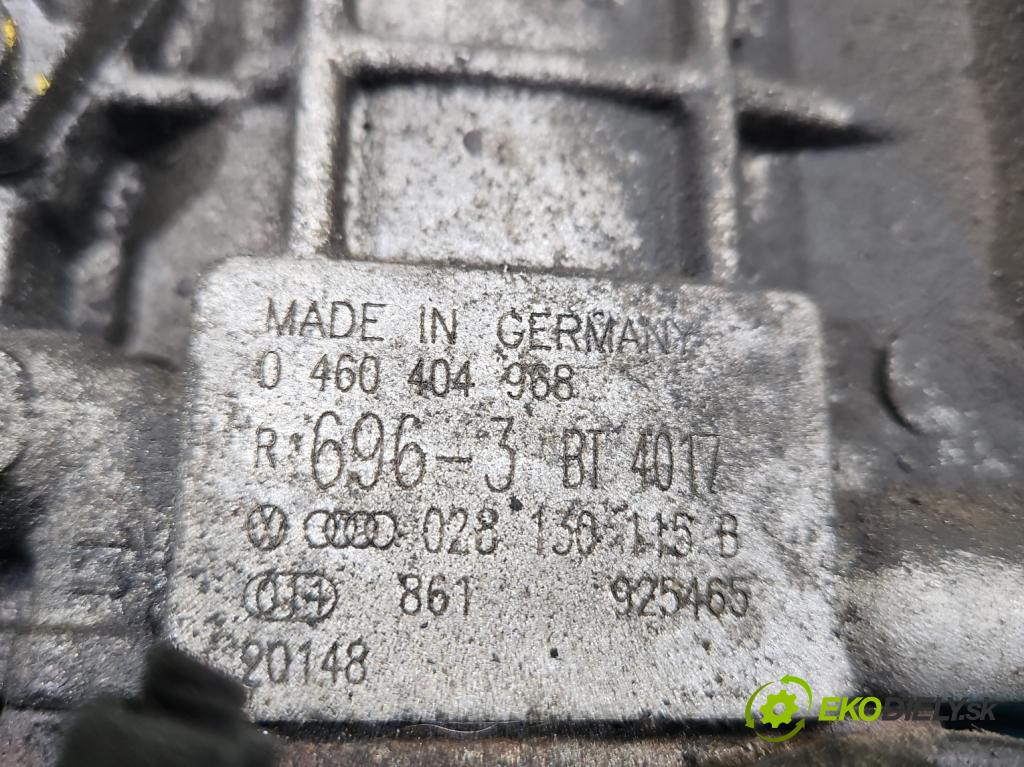 MADE IN GERMANY
0 460 404 968
R 696-3 BT 4017
028 130 115 B
861 925465
20148
EKODIELY.SK